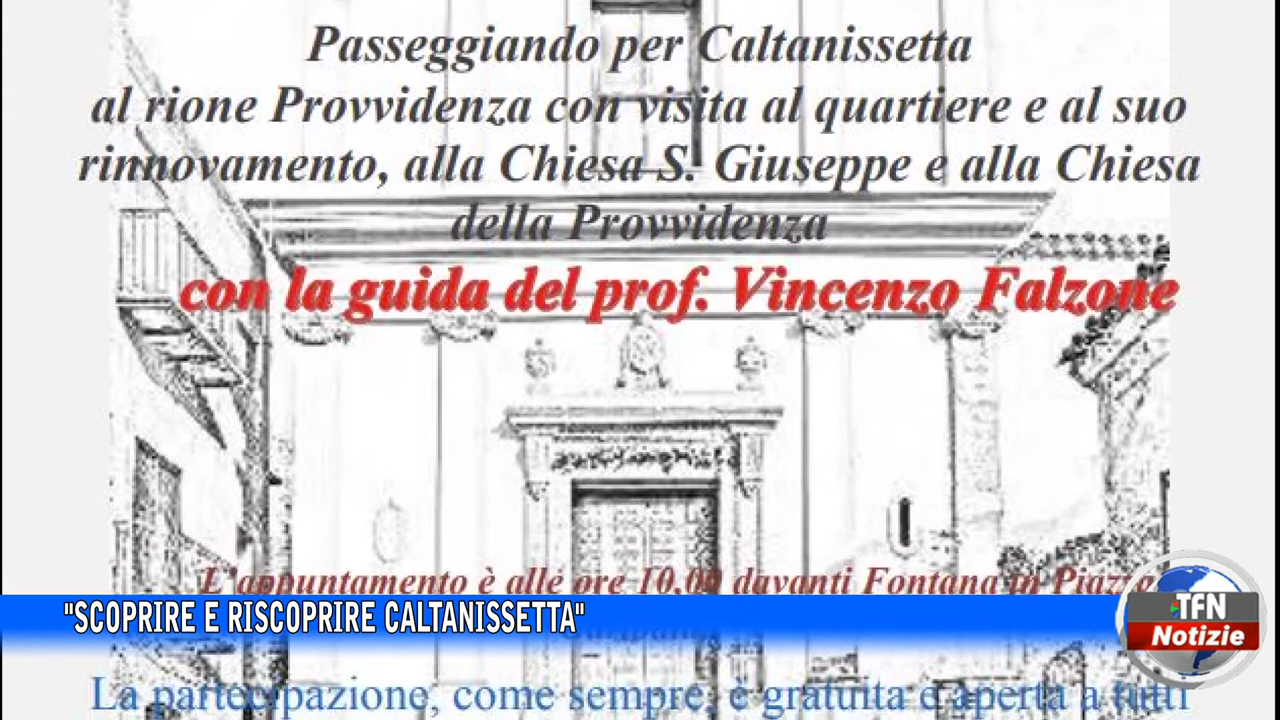 Passeggiando per Caltanissetta
al rione Provvidenza con visita al quartiere e al suo
rinnovamento, alla Chiesa S. Giuseppe e alla Chiesa
della Provvidenza
con la guida del prof. Vincenzo Falzone
L'appuntamento è alle ore 10,00 davanti Fontana in Piazza
"SCOPRIRE E RISCOPRIRE CALTANISSETTA"
TFN
Notizie
La partecipazione, come sempre, è gratuita e aperta a tutti